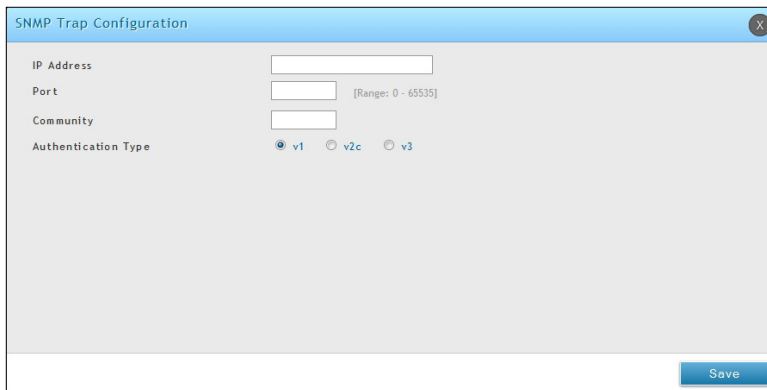 SNMP Trap Configuration
X
IP Address
Port [Range: 0 - 65535]
Community
Authentication Type v1 v2c v3
Save